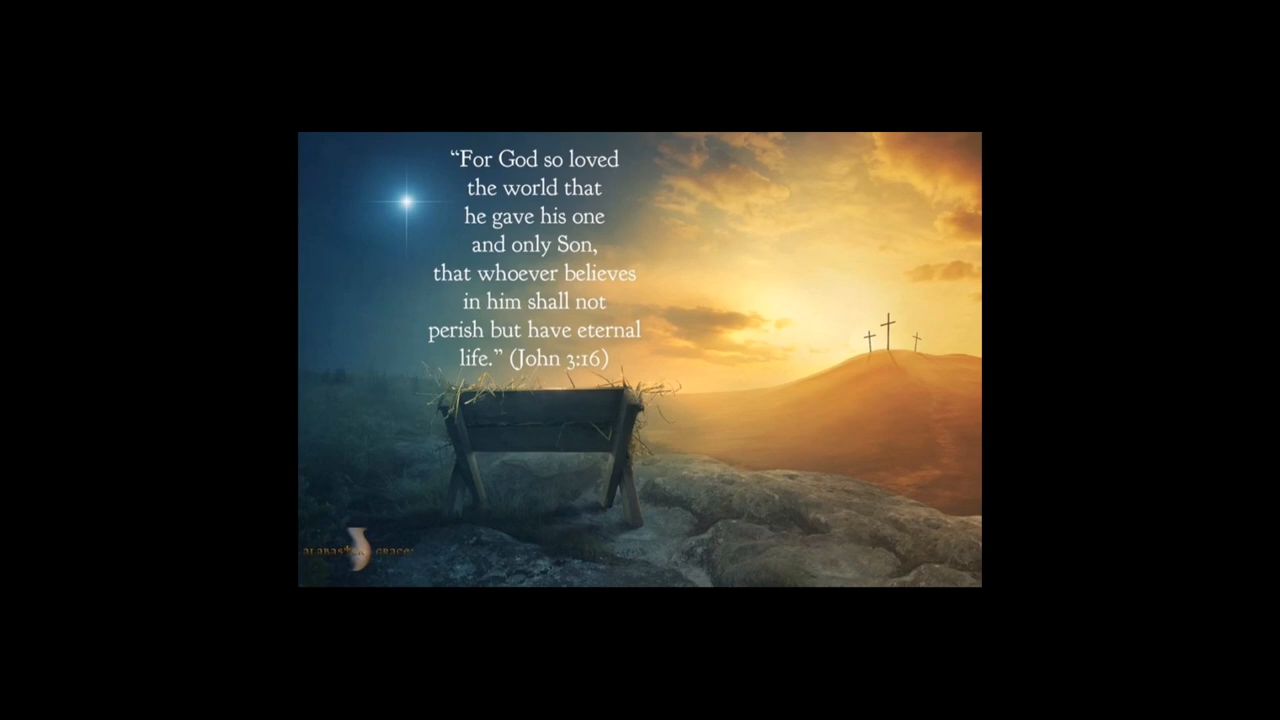 “For God so loved
the world that
he gave his one
and only Son,
that whoever believes
in him shall not
perish but have eternal
life.” (John 3:16)